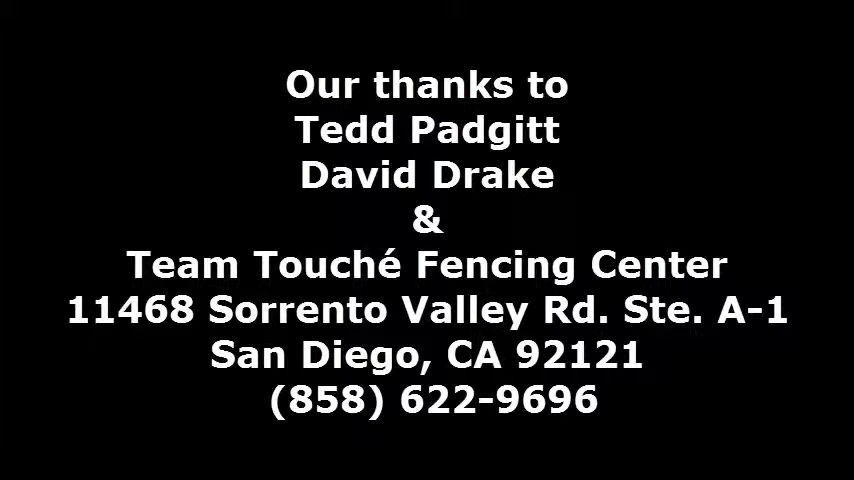 Our thanks to
Tedd Padgitt
David Drake
&
Team Touché Fencing Center
11468 Sorrento Valley Rd. Ste. A-1
San Diego, CA 92121
(858) 622-9696